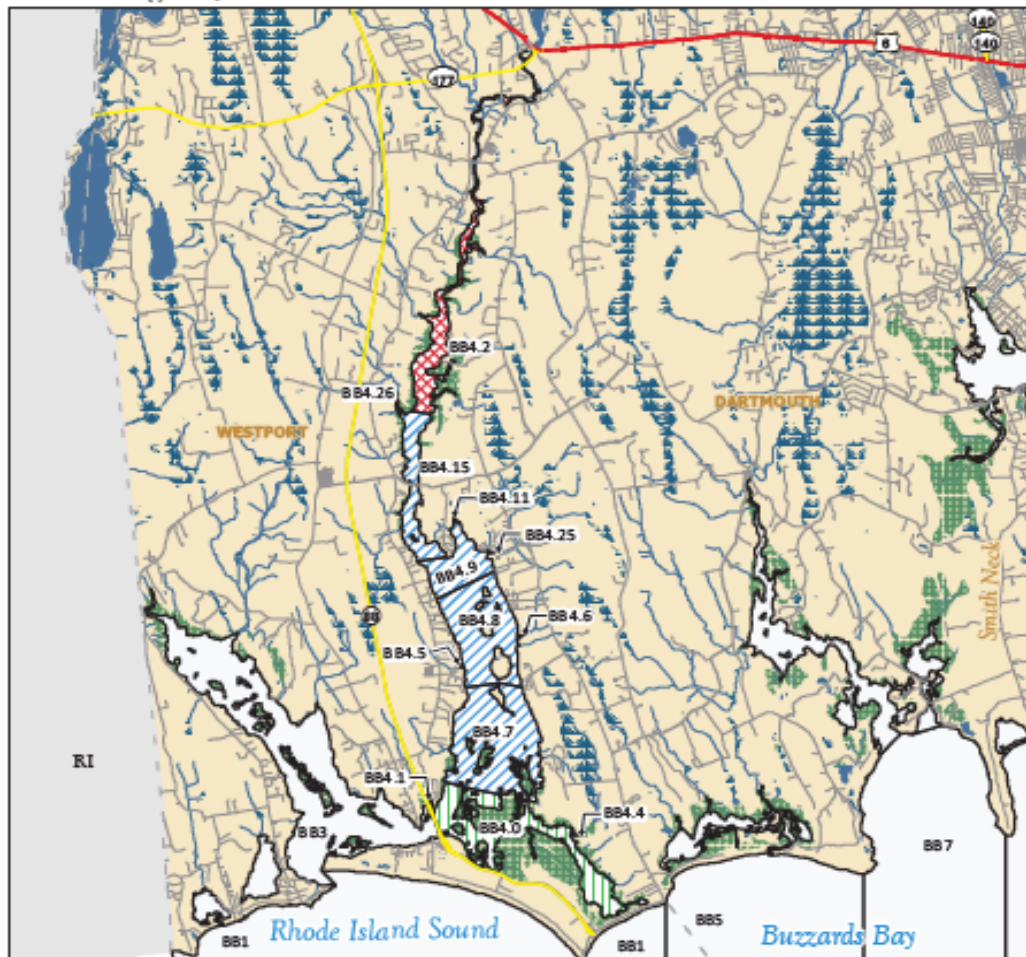 140
140
6
177
BB4.2
BB4.26
DARTMOUTH
WESTPORT
BB4.15
BB4.11
BB4.25
BB4.9
Smith Neck
BB4.8
BB4.6
88
BB4.5
BB4.7
RI
BB4.1
BB4.4
BB4.0
BB3
BB7
BB5
Rhode Island Sound
Buzzards Bay
BB1
BB1